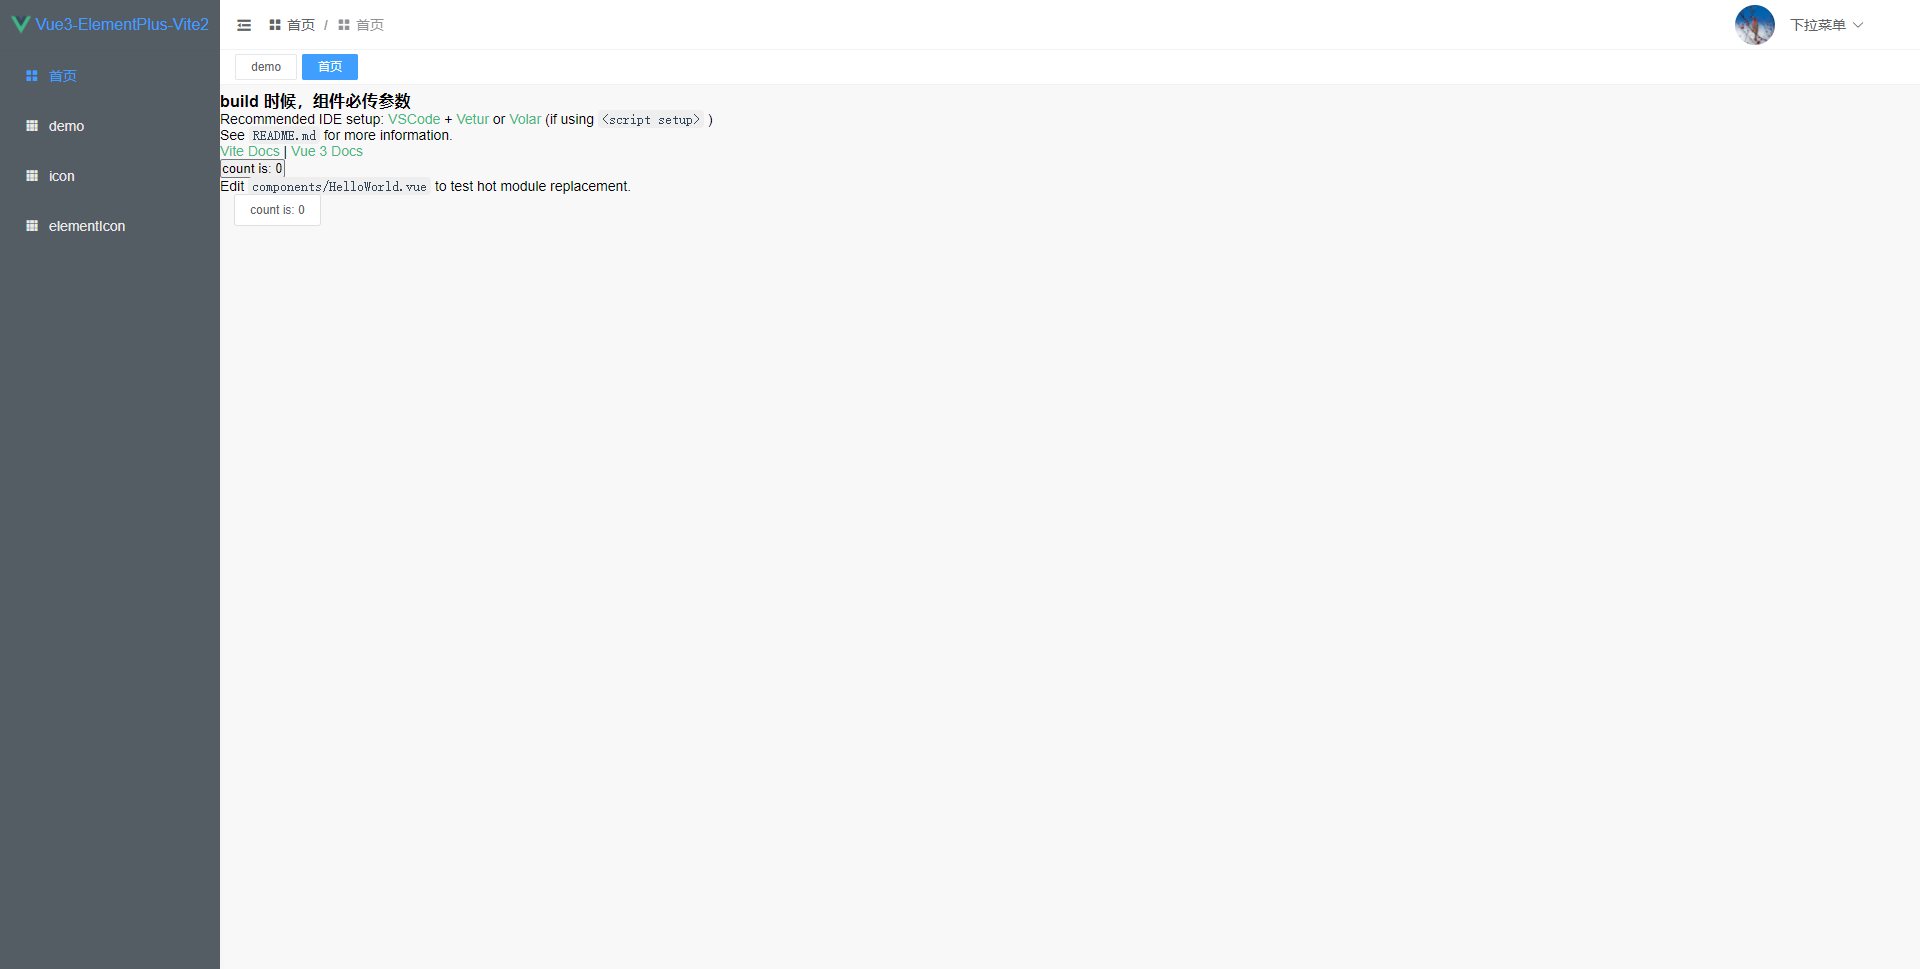 Vue3-ElementPlus-Vite2
首页
demo
icon
elementIcon
首页 / 首页
下拉菜单
demo
首页
build 时候，组件必传参数
Recommended IDE setup: VSCode + Vetur or Volar (if using <script setup> )
See README.md for more information.
Vite Docs | Vue 3 Docs
count is: 0
Edit components/HelloWorld.vue to test hot module replacement.
count is: 0